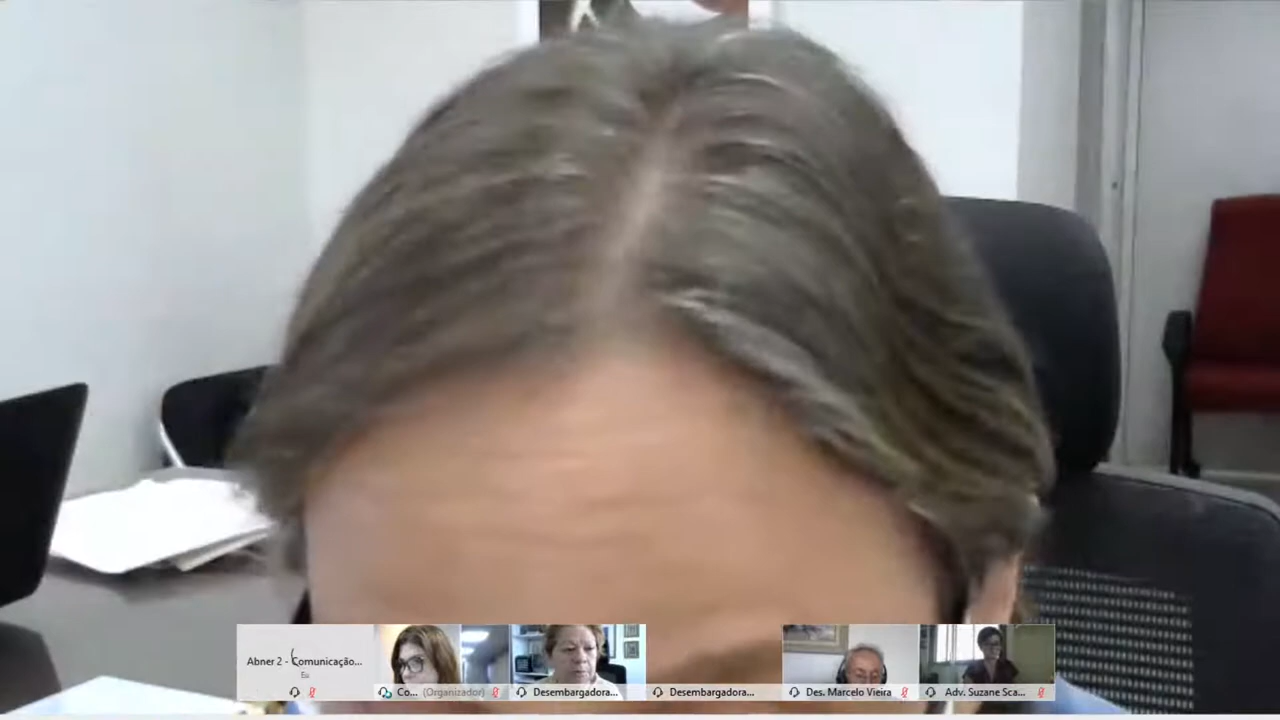 Abner 2 - Comunicação...
Eu
Co... (Organizador)
Desembargadora...
Desembargadora...
Des. Marcelo Vieira
Adv. Suzane Sca...